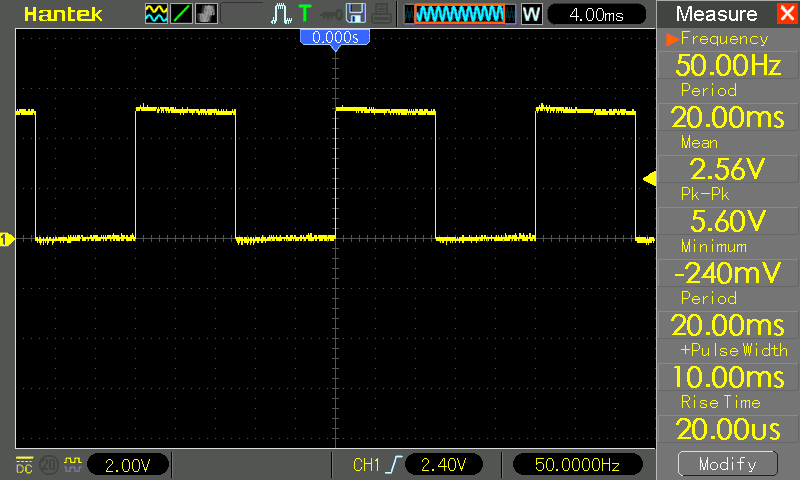 Hantek
T
W
4.00ms
Measure
X
0.000s
Frequency
50.00Hz
Period
20.00ms
Mean
2.56V
Pk-Pk
5.60V
Minimum
-240mV
Period
20.00ms
+Pulse Width
10.00ms
Rise Time
20.00us
Modify
1
DC
20
2.00V
CH1
2.40V
50.0000Hz